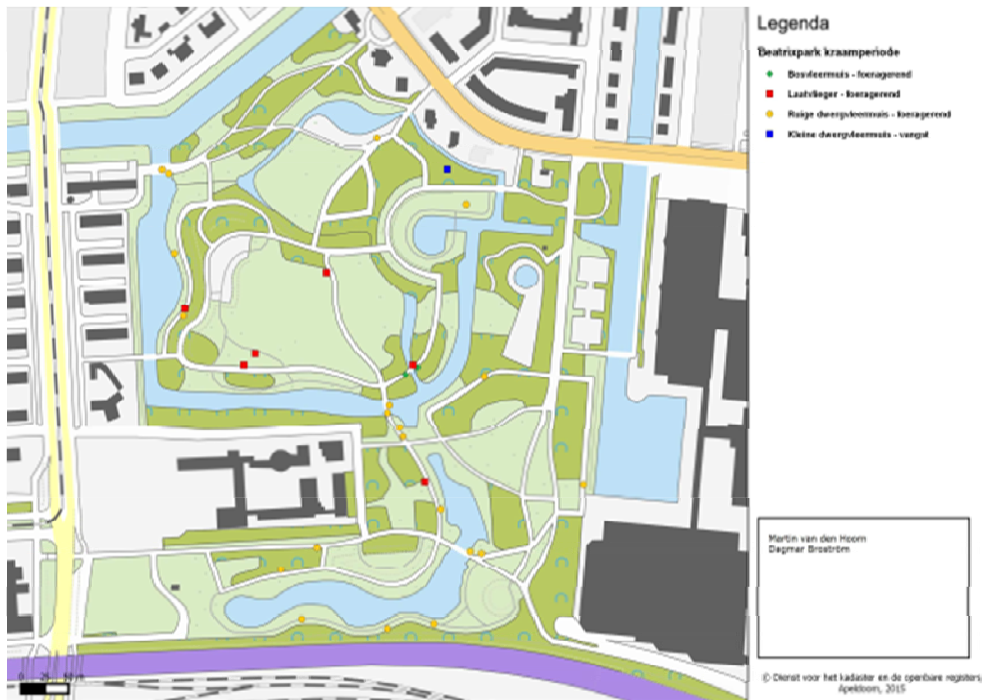 Legenda
Beatrixpark kraamperiode
Bosvleermuis - foeragerend
Laatvlieger - foeragerend
Ruige dwergvleermuis - foeragerend
Kleine dwergvleermuis - vangst
Martin van den Hoorn
Dagmar Broström
© Dienst voor het kadaster en de openbare registers,
Apeldoorn, 2015
0